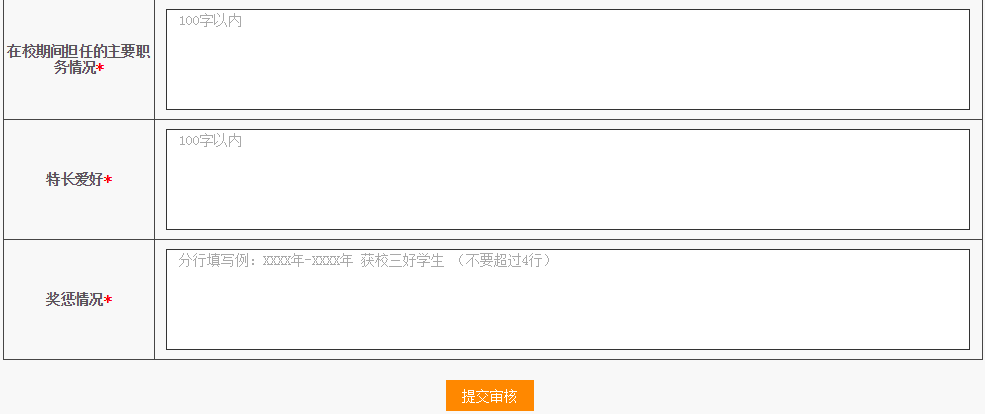 100字以内
在校期间担任的主要职
务情况*
100字以内
特长爱好*
分行填写例：XXXX年-XXXX年 获校三好学生 （不要超过4行）
奖惩情况*
提交审核